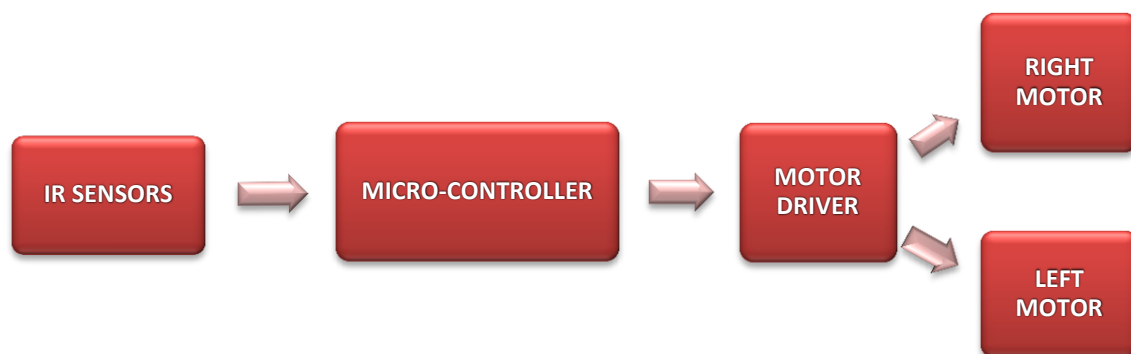 IR SENSORS
MICRO-CONTROLLER
MOTOR
DRIVER
RIGHT
MOTOR
LEFT
MOTOR